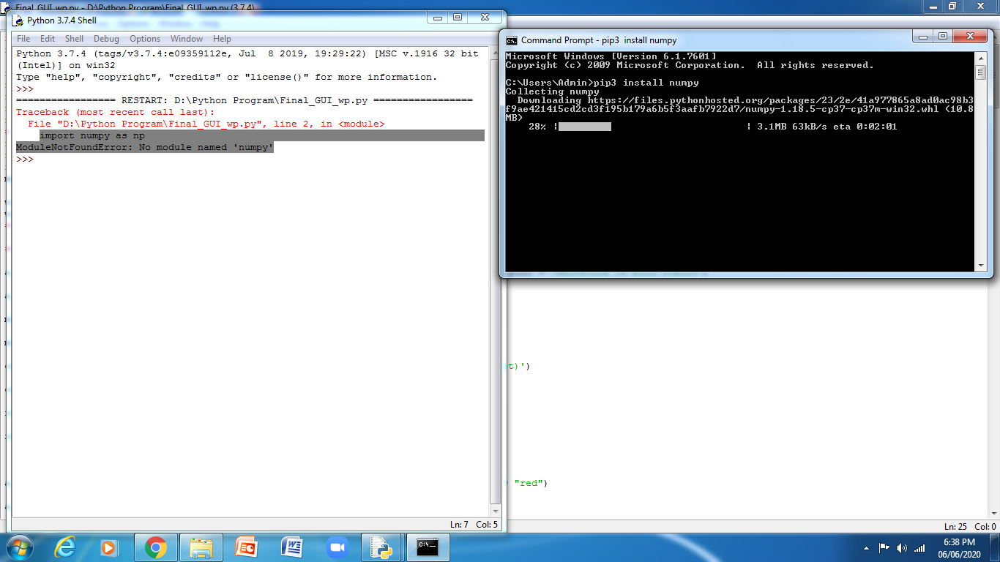 Final_GUI_wp.py - D:\Python Program\Final_GUI_wp.py (3.7.4)
Python 3.7.4 Shell
File Edit Shell Debug Options Window Help
Python 3.7.4 (tags/v3.7.4:e09359112e, Jul  8 2019, 19:29:22) [MSC v.1916 32 bit
(Intel)] on win32
Type "help", "copyright", "credits" or "license()" for more information.
>>>
================= RESTART: D:\Python Program\Final_GUI_wp.py =================
Traceback (most recent call last):
  File "D:\Python Program\Final_GUI_wp.py", line 2, in <module>
    import numpy as np
ModuleNotFoundError: No module named 'numpy'
>>>
Ln: 7 Col: 5
Command Prompt - pip3  install numpy
Microsoft Windows [Version 6.1.7601]
Copyright (c) 2009 Microsoft Corporation.  All rights reserved.
C:\Users\Admin>pip3 install numpy
Collecting numpy
  Downloading https://files.pythonhosted.org/packages/23/2e/41a977865a8ad0ac98b3
f9ae421415cd2cd3f195b179a6b5f3aafb7922d7/numpy-1.18.5-cp37-cp37m-win32.whl (10.8
MB)
    28% | | 3.1MB 63kB/s eta 0:02:01
t)')
"red")
Ln: 25 Col: 0
6:38 PM
06/06/2020